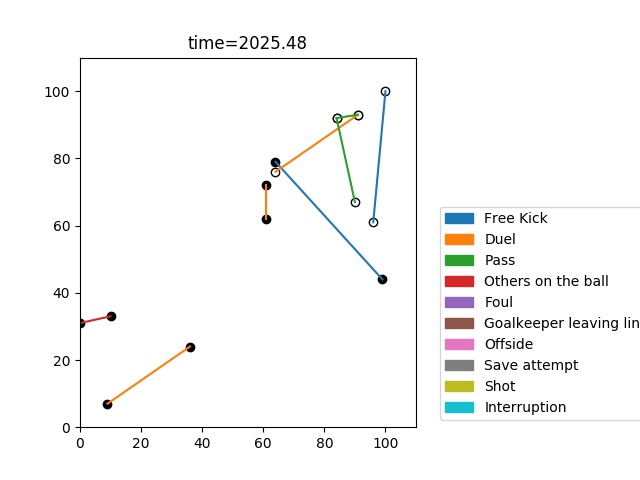 time=2025.48
100
80
60
40
20
0
0 20 40 60 80 100
Free Kick
Duel
Pass
Others on the ball
Foul
Goalkeeper leaving lin
Offside
Save attempt
Shot
Interruption